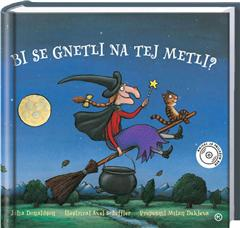 BI SE GNETLI NA TEJ METLI?
Julia Donaldson Ilustriral Axel Scheffler Prepesnil Milan Dekleva